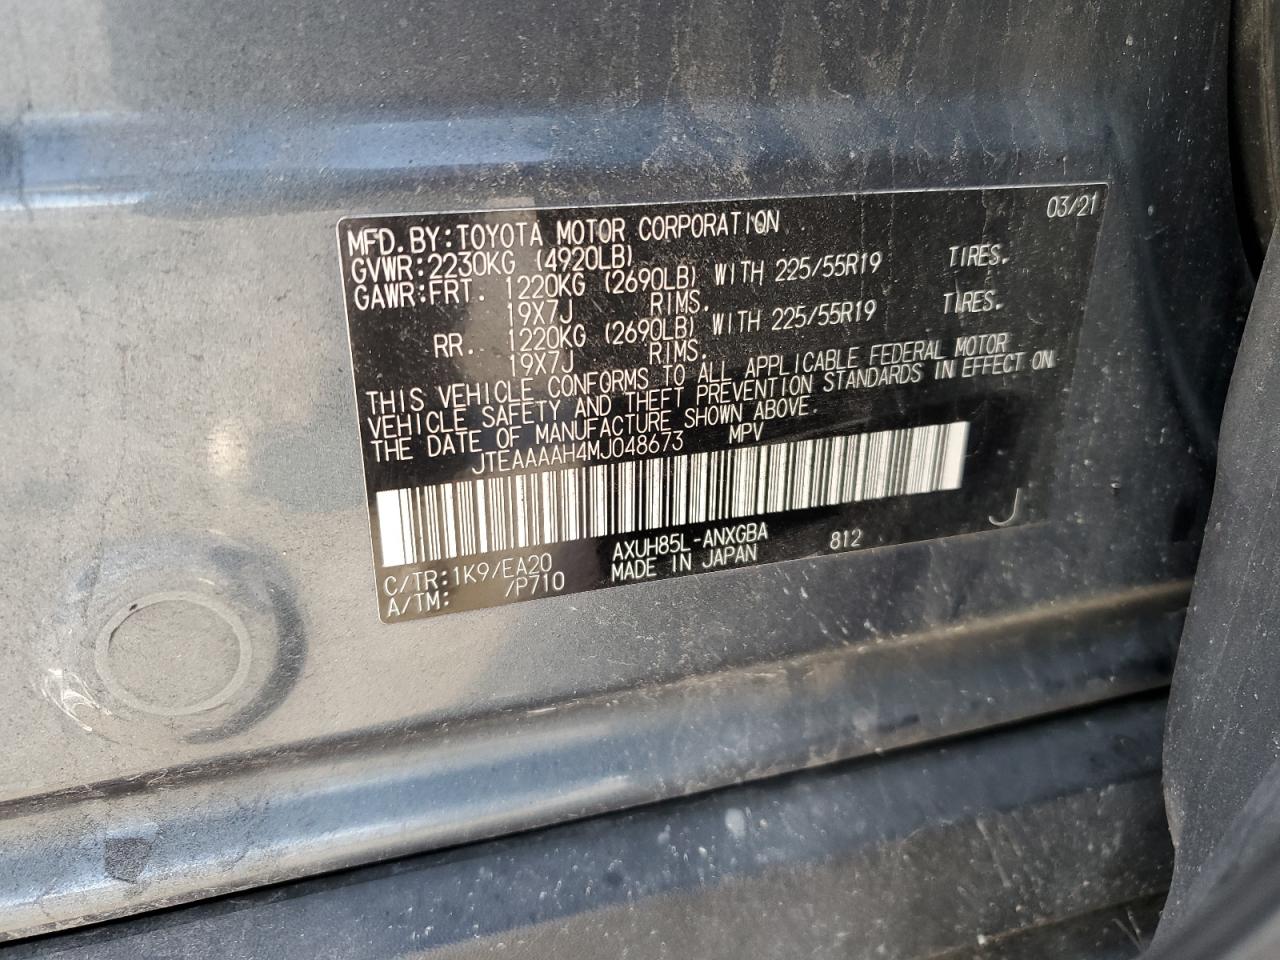 03/21
MFD. BY: TOYOTA MOTOR CORPORATION
GVWR: 2230KG (4920LB)
GAWR: FRT. 1220KG (2690LB) WITH 225/55R19 TIRES.
19X7J RIMS.
RR. 1220KG (2690LB) WITH 225/55R19 TIRES.
19X7J RIMS.
THIS VEHICLE CONFORMS TO ALL APPLICABLE FEDERAL MOTOR
VEHICLE SAFETY AND THEFT PREVENTION STANDARDS IN EFFECT ON
THE DATE OF MANUFACTURE SHOWN ABOVE.
JTEAAAAH4MJ048673 MPV
C/TR: 1K9/EA20 AXUH85L-ANXGBA 812 J
A/TM: /P710 MADE IN JAPAN